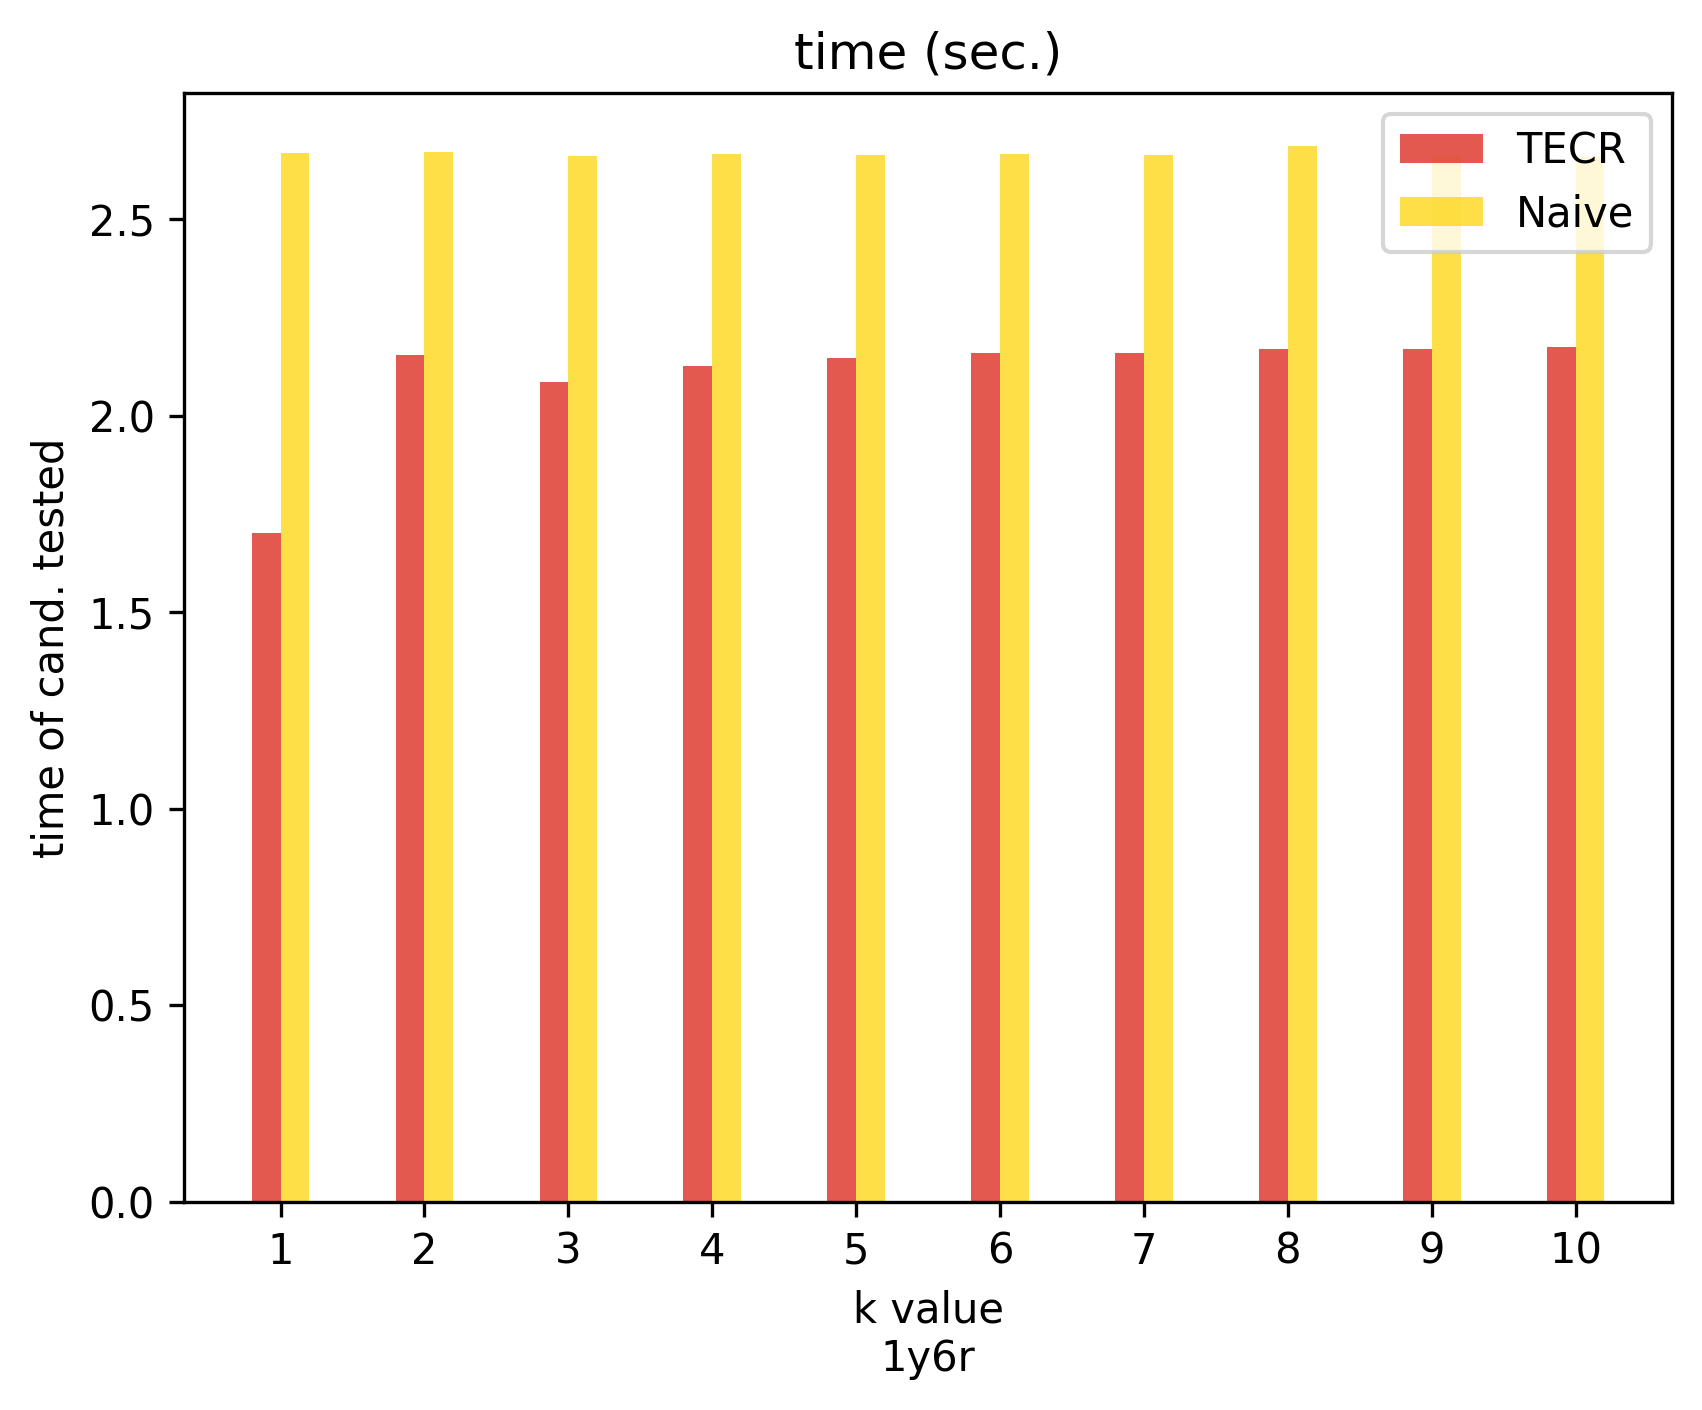 time (sec.)
TECR
Naive
time of cand. tested
2.5
2.0
1.5
1.0
0.5
0.0
1 2 3 4 5 6 7 8 9 10
k value
1y6r